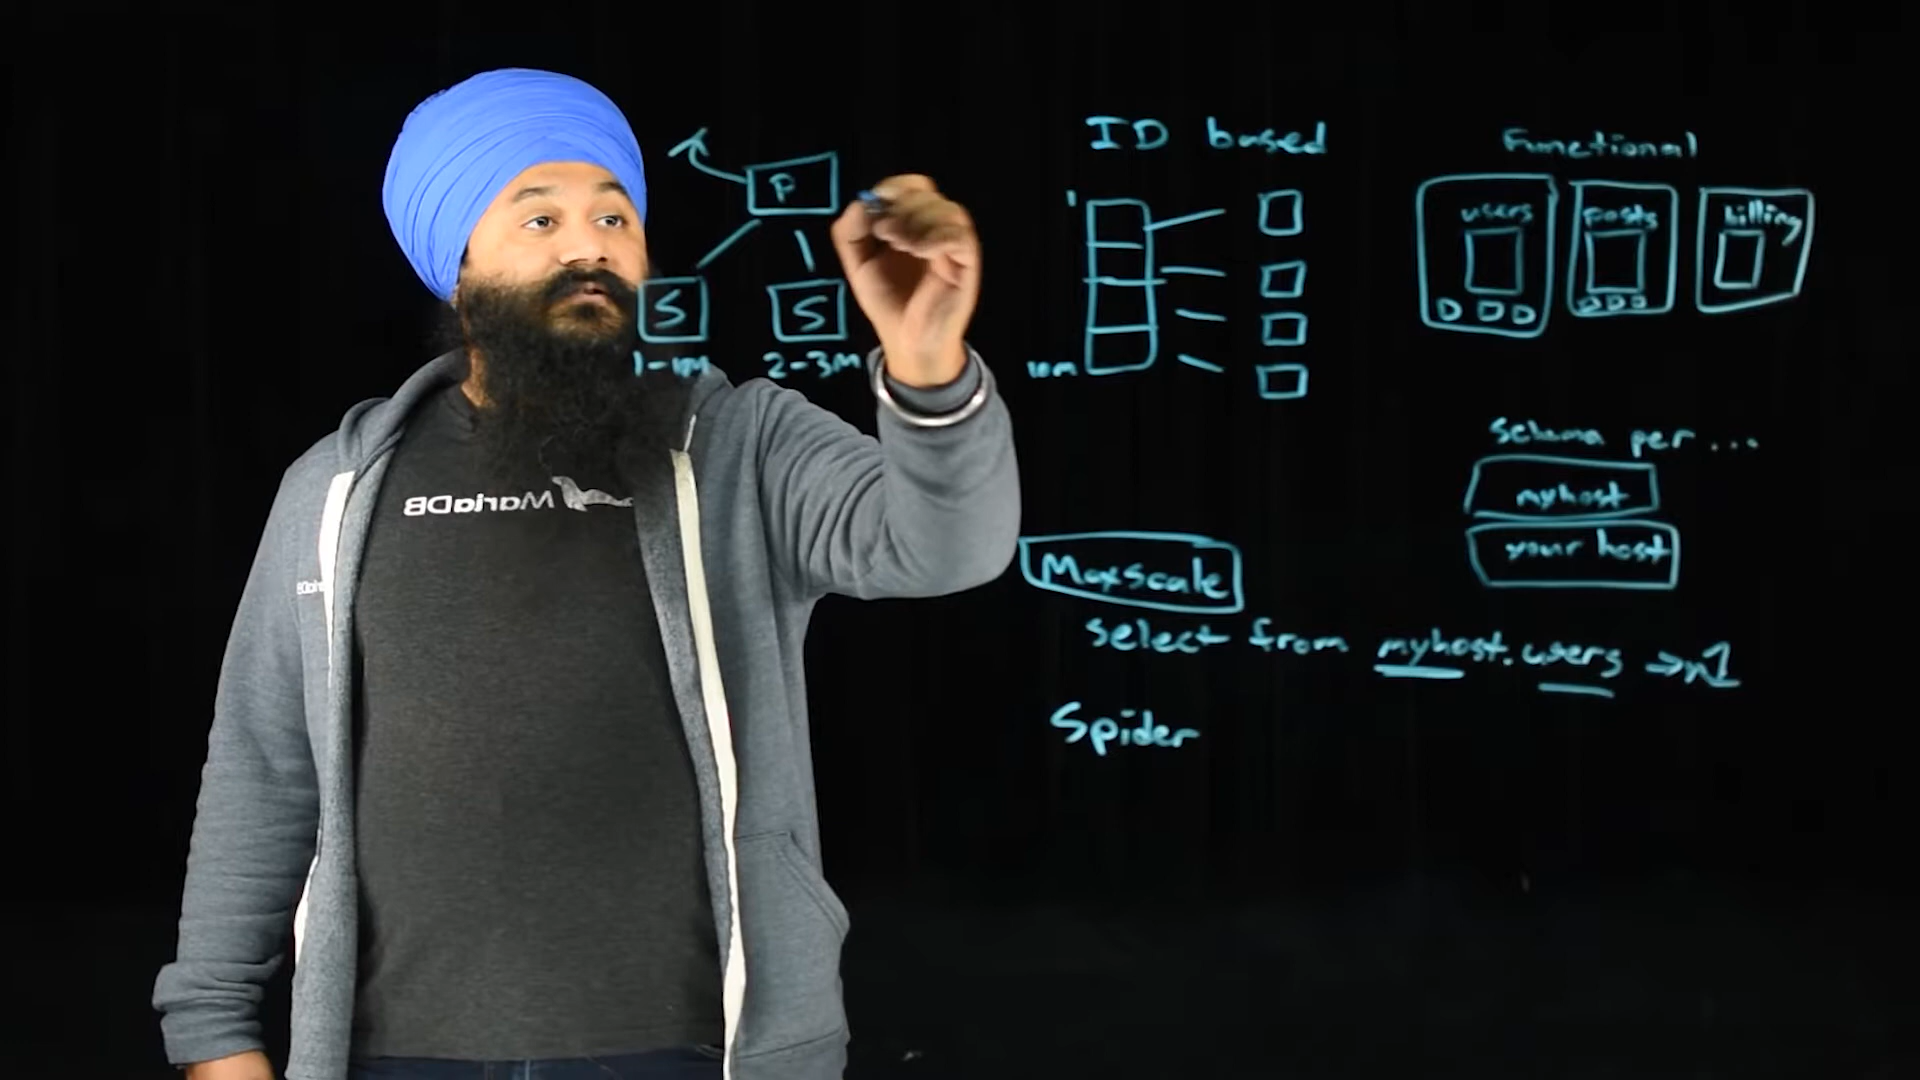 P
S
S
1-10M
2-3M
ID based
1
10M
Functional
users
posts
billing
schema per ...
myhost
your host
MaxScale
select from myhost.users → n1
Spider
MariaDB